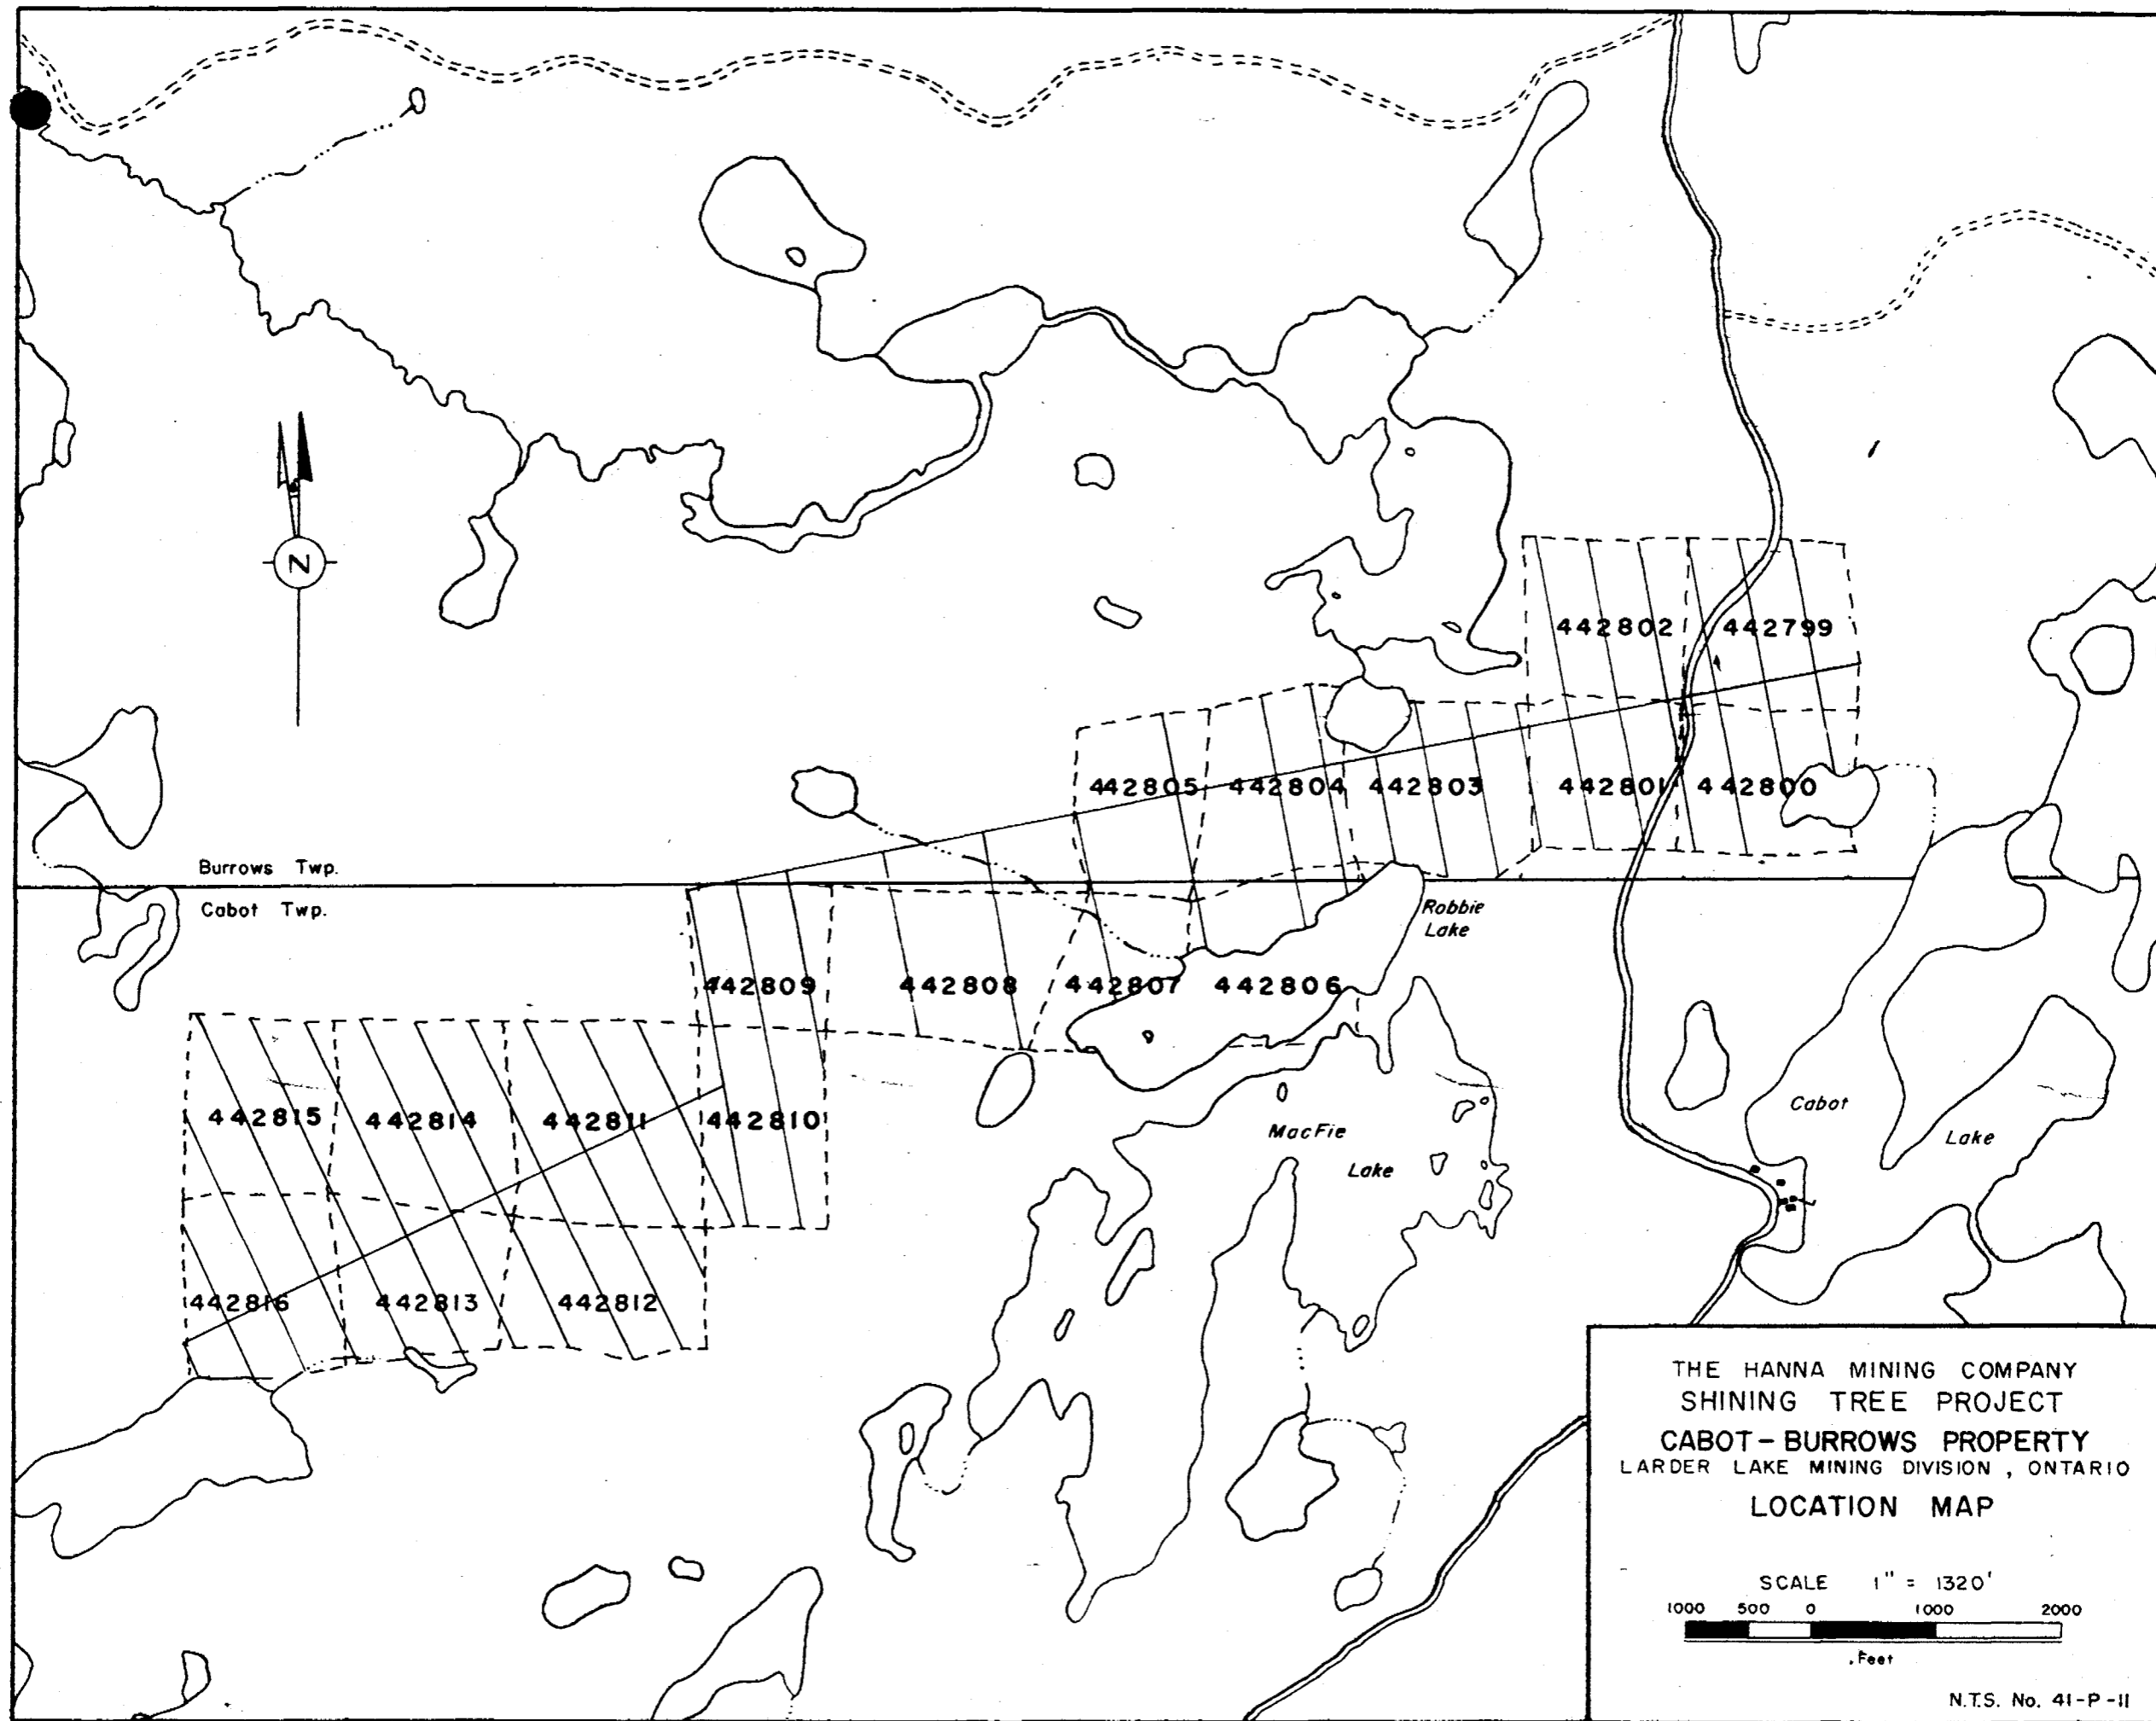 N
442802 442799
442805 442804 442803 442801 442800
Burrows Twp.
Cabot Twp.
Robbie
Lake
442809 442808 442807 442806
442815 442814 442811 442810
Cabot
Lake
MacFie
Lake
442816 442813 442812
THE HANNA MINING COMPANY
SHINING TREE PROJECT
CABOT-BURROWS PROPERTY
LARDER LAKE MINING DIVISION , ONTARIO
LOCATION MAP
SCALE 1" = 1320'
1000 500 0 1000 2000
Feet
N.T.S. No. 41-P-11